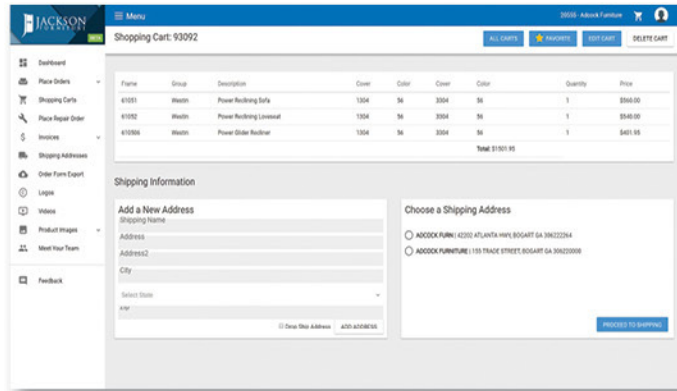 JACKSON
FURNITURE
BETA
Menu
20555 - Adcock Furniture
Shopping Cart: 93092
ALL CARTS
FAVORITE
EDIT CART
DELETE CART
Dashboard
Place Orders
Shopping Carts
Place Repair Order
Invoices
Shipping Addresses
Order Form Export
Logos
Videos
Product Images
Meet Your Team
Feedback
Frame Group Description Cover Color Cover Color Quantity Price
61051 Westin Power Reclining Sofa 1304 56 3304 56 1 $560.00
61052 Westin Power Reclining Loveseat 1304 56 3304 56 1 $540.00
610506 Westin Power Glider Recliner 1304 56 3304 56 1 $401.95
Total: $1501.95
Shipping Information
Add a New Address
Shipping Name
Address
Address2
City
Select State
Drop Ship Address
ADD ADDRESS
Choose a Shipping Address
ADCOCK FURN | 42202 ATLANTA HWY, BOGART GA 306222264
ADCOCK FURNITURE | 155 TRADE STREET, BOGART GA 306220000
PROCEED TO SHIPPING